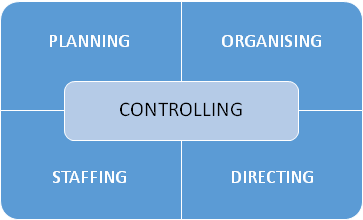 PLANNING
ORGANISING
CONTROLLING
STAFFING
DIRECTING